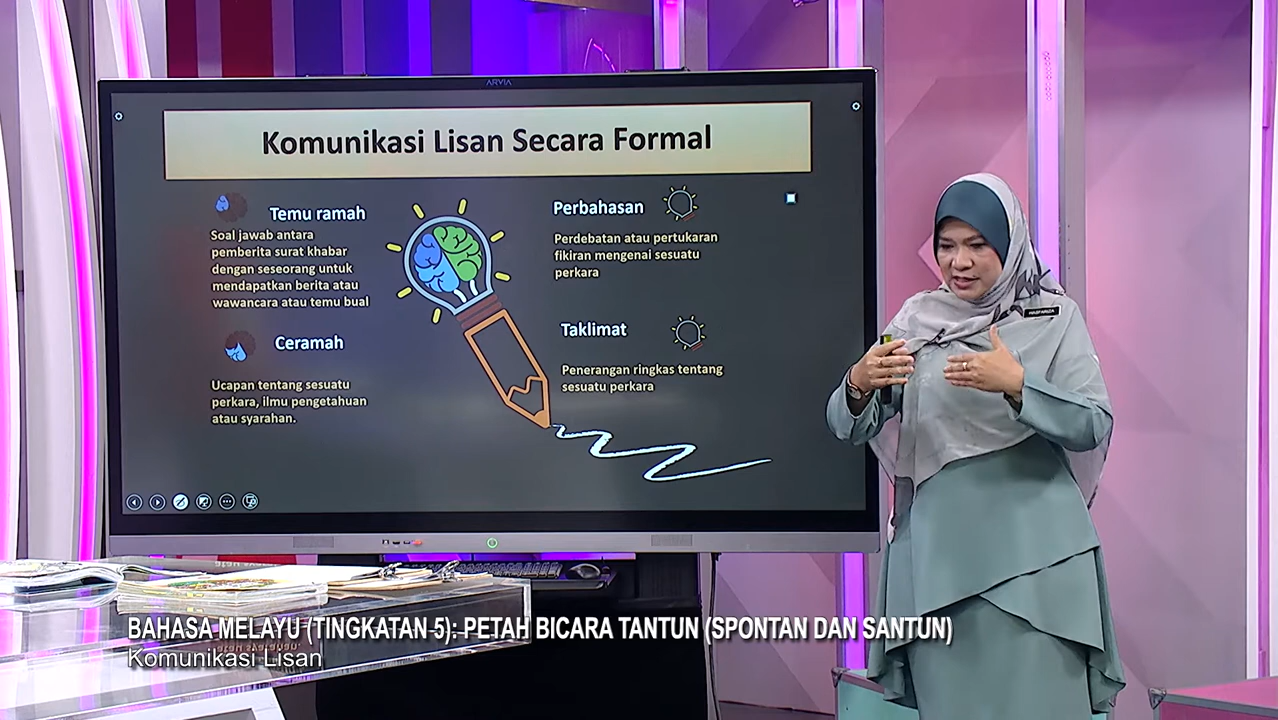 ARVIA
Komunikasi Lisan Secara Formal
Temu ramah
Soal jawab antara
pemberita surat khabar
dengan seseorang untuk
mendapatkan berita atau
wawancara atau temu bual
Ceramah
Ucapan tentang sesuatu
perkara, ilmu pengetahuan
atau syarahan.
Perbahasan
Perdebatan atau pertukaran
fikiran mengenai sesuatu
perkara
Taklimat
Penerangan ringkas tentang
sesuatu perkara
HASFARIZA
BAHASA MELAYU (TINGKATAN 5): PETAH BICARA TANTUN (SPONTAN DAN SANTUN)
Komunikasi Lisan